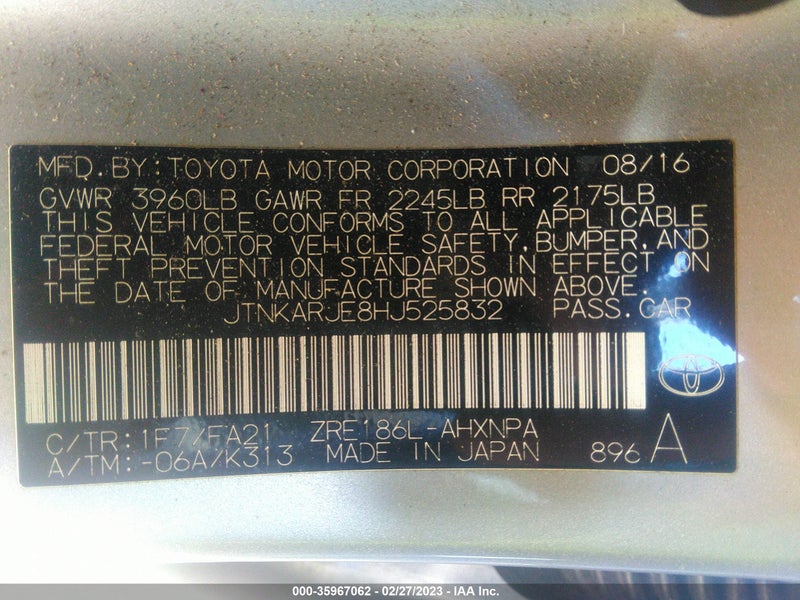 MFD. BY: TOYOTA MOTOR CORPORATION 08/16
GVWR 3960LB GAWR FR 2245LB RR 2175LB
THIS VEHICLE CONFORMS TO ALL APPLICABLE
FEDERAL MOTOR VEHICLE SAFETY, BUMPER, AND
THEFT PREVENTION STANDARDS IN EFFECT ON
THE DATE OF MANUFACTURE SHOWN ABOVE.
JTNKARJE8HJ525832 PASS. CAR
C/TR: 1F7/FA21 ZRE186L-AHXNPA
A/TM: -06A/K313 MADE IN JAPAN 896 A
000-35967062 - 02/27/2023 - IAA Inc.